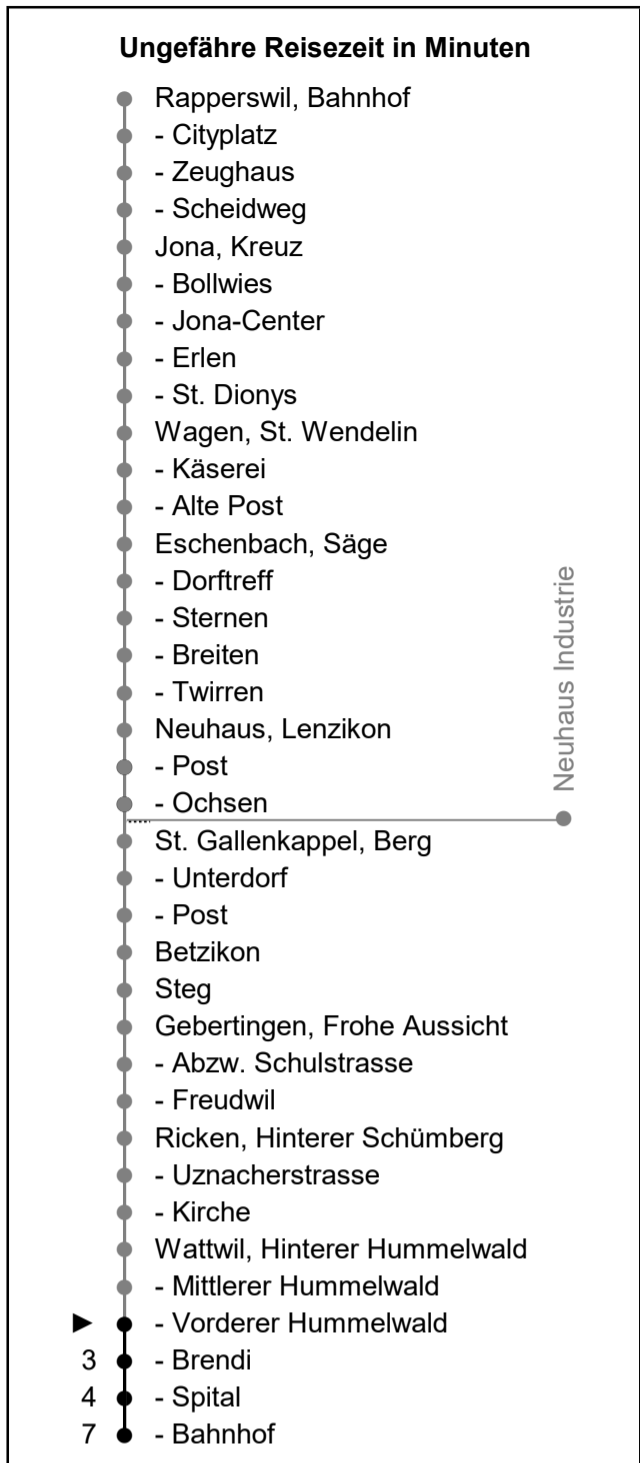 Ungefähre Reisezeit in Minuten
Rapperswil, Bahnhof
- Cityplatz
- Zeughaus
- Scheidweg
Jona, Kreuz
- Bollwies
- Jona-Center
- Erlen
- St. Dionys
Wagen, St. Wendelin
- Käserei
- Alte Post
Eschenbach, Säge
- Dorftreff
- Sternen
- Breiten
- Twirren
Neuhaus, Lenzikon
- Post
- Ochsen
Neuhaus Industrie
St. Gallenkappel, Berg
- Unterdorf
- Post
Betzikon
Steg
Gebertingen, Frohe Aussicht
- Abzw. Schulstrasse
- Freudwil
Ricken, Hinterer Schümberg
- Uznacherstrasse
- Kirche
Wattwil, Hinterer Hummelwald
- Mittlerer Hummelwald
► - Vorderer Hummelwald
3 - Brendi
4 - Spital
7 - Bahnhof